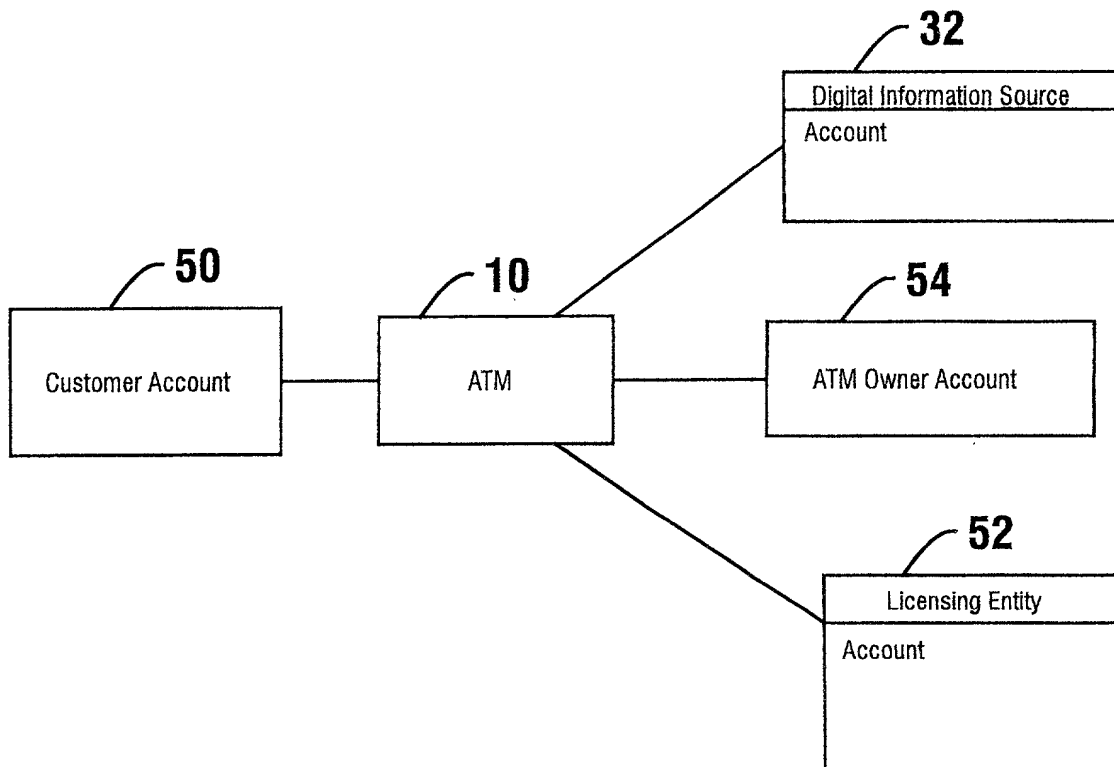 32
Digital Information Source
Account
50
10
54
Customer Account
ATM
ATM Owner Account
52
Licensing Entity
Account